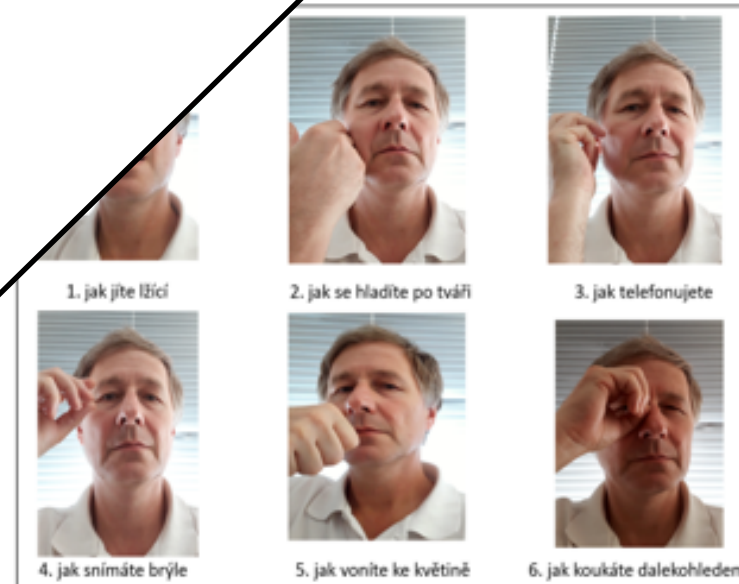 1. jak jíte lžící
2. jak se hladíte po tváři
3. jak telefonujete
4. jak snímáte brýle
5. jak voníte ke květině
6. jak koukáte dalekohledem